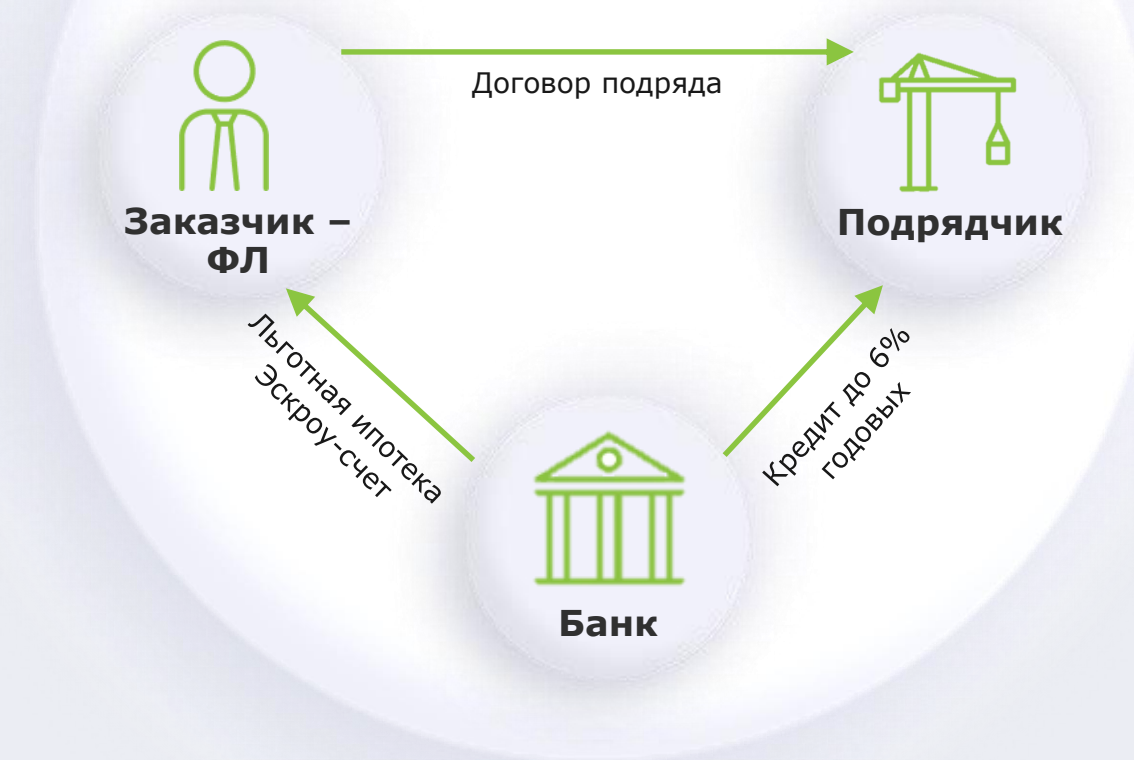 Договор подряда
Заказчик –
ФЛ
Подрядчик
Льготная ипотека
Эскроу-счет
Кредит до 6%
годовых
Банк